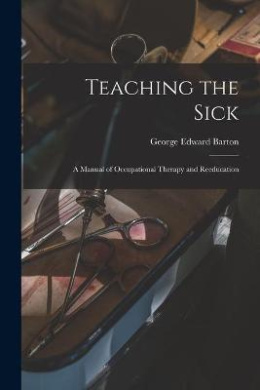 Teaching the
Sick
George Edward Barton
A Manual of Occupational Therapy and Reeducation